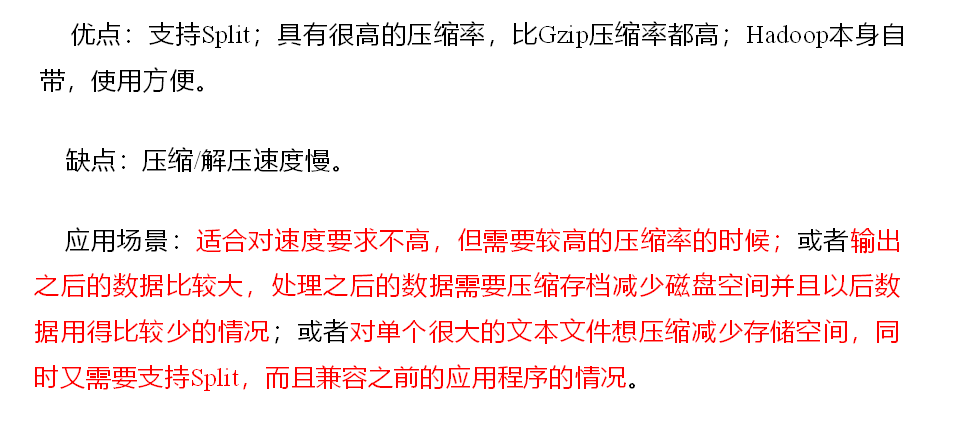 优点：支持Split；具有很高的压缩率，比Gzip压缩率都高；Hadoop本身自
带，使用方便。
缺点：压缩/解压速度慢。
应用场景：适合对速度要求不高，但需要较高的压缩率的时候；或者输出
之后的数据比较大，处理之后的数据需要压缩存档减少磁盘空间并且以后数
据用得比较少的情况；或者对单个很大的文本文件想压缩减少存储空间，同
时又需要支持Split，而且兼容之前的应用程序的情况。